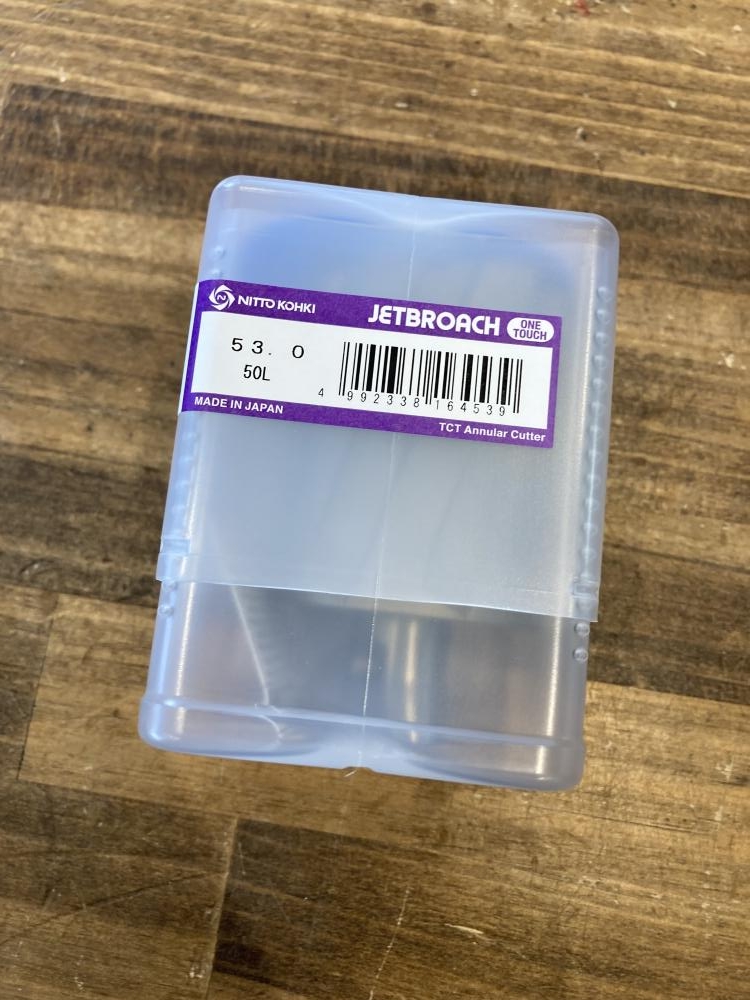 NITTO KOHKI
JETBROACH
ONE
TOUCH
53.0
50L
4 992338 164539
MADE IN JAPAN
TCT Annular Cutter